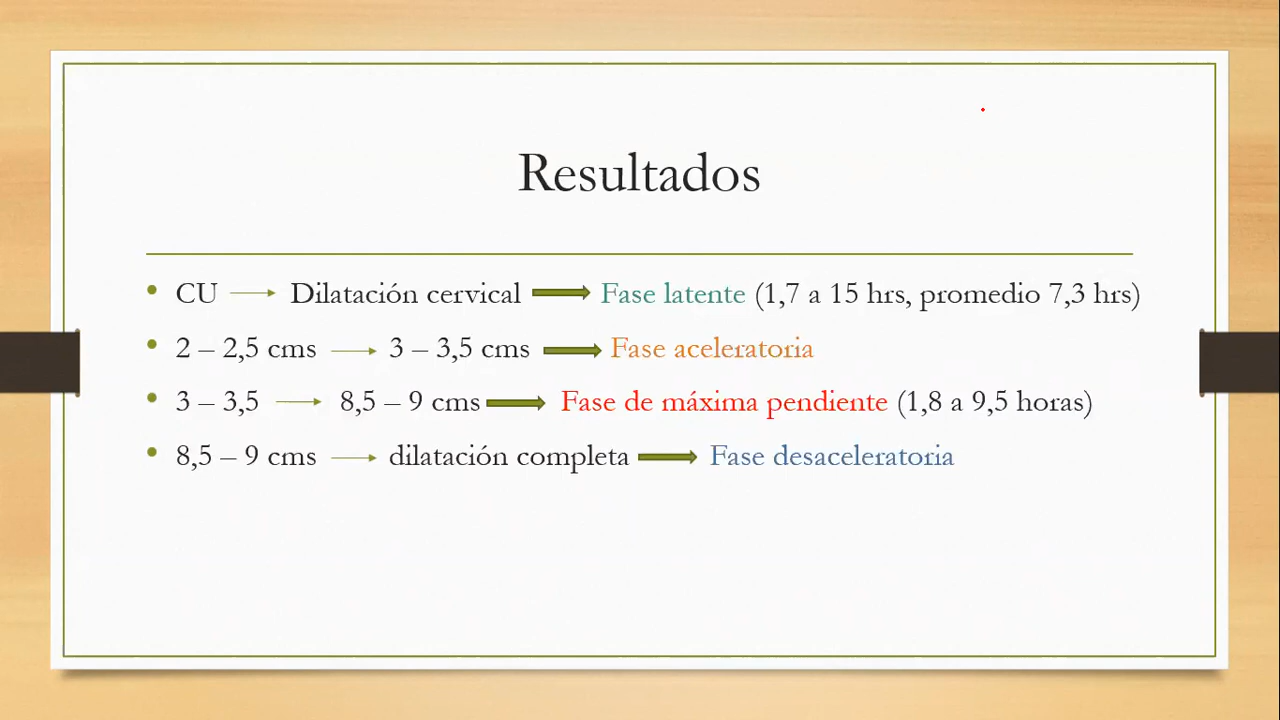 Resultados
• CU → Dilatación cervical → Fase latente (1,7 a 15 hrs, promedio 7,3 hrs)
• 2 – 2,5 cms → 3 – 3,5 cms → Fase aceleratoria
• 3 – 3,5 → 8,5 – 9 cms → Fase de máxima pendiente (1,8 a 9,5 horas)
• 8,5 – 9 cms → dilatación completa → Fase desaceleratoria